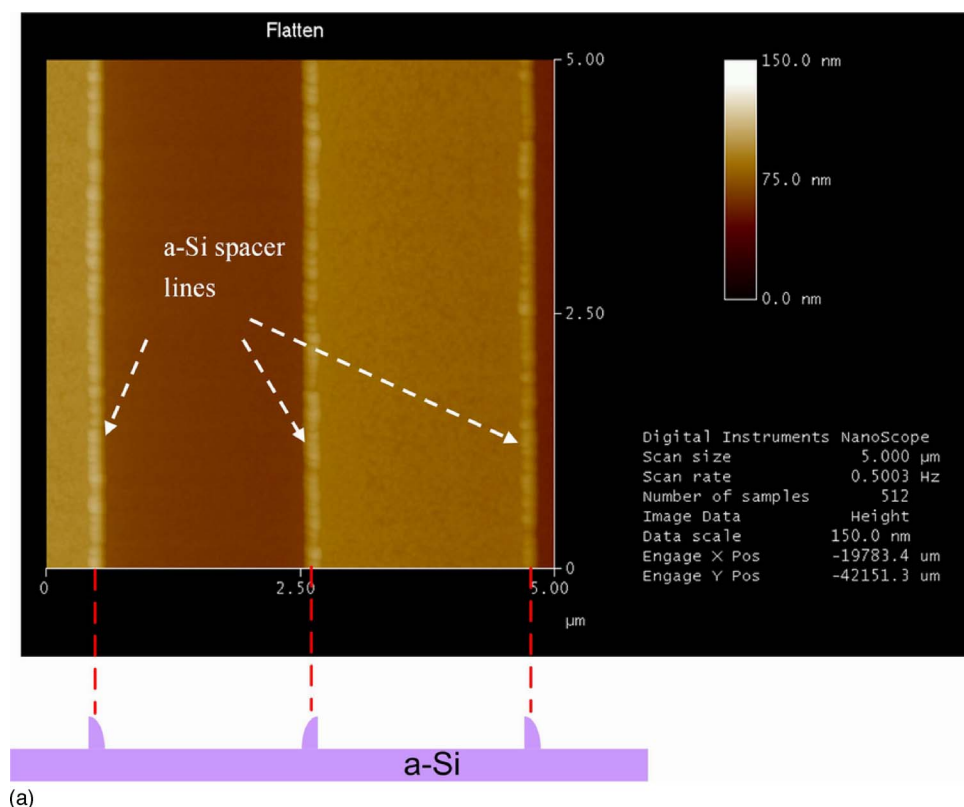 Flatten
5.00
2.50
0
0
2.50
5.00
µm
150.0 nm
75.0 nm
0.0 nm
a-Si spacer
lines
Digital Instruments NanoScope
Scan size 5.000 µm
Scan rate 0.5003 Hz
Number of samples 512
Image Data Height
Data scale 150.0 nm
Engage X Pos -19783.4 um
Engage Y Pos -42151.3 um
a-Si
(a)